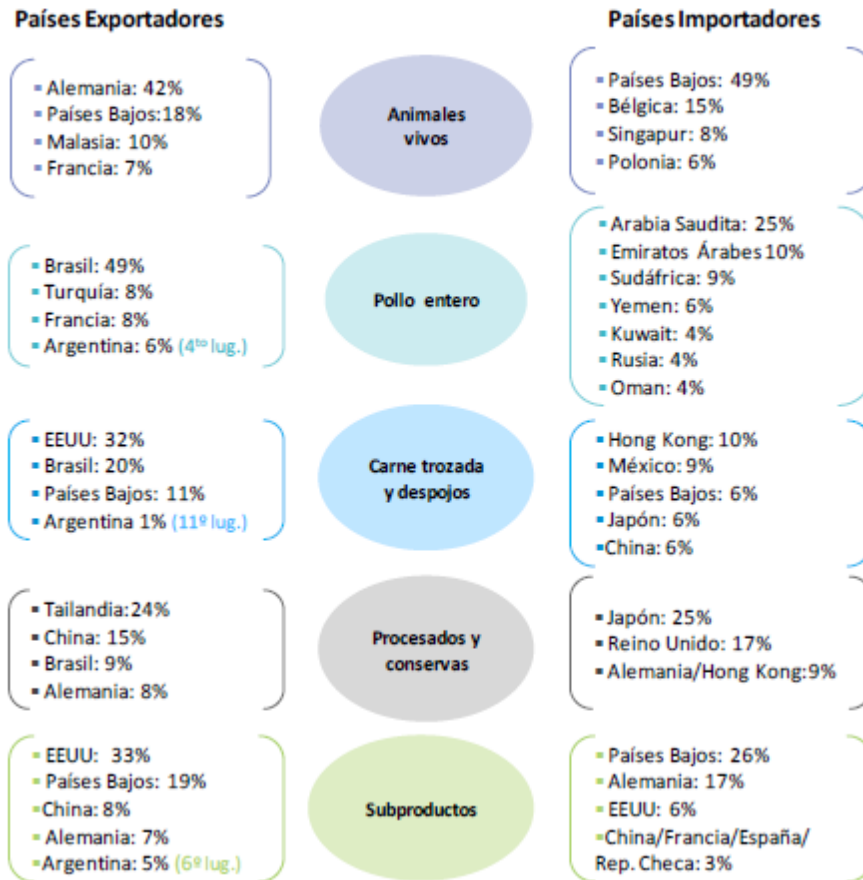 Países Exportadores
Países Importadores
▪ Alemania: 42%
▪ Países Bajos:18%
▪ Malasia: 10%
▪ Francia: 7%
Animales
vivos
▪ Países Bajos: 49%
▪ Bélgica: 15%
▪ Singapur: 8%
▪ Polonia: 6%
▪ Brasil: 49%
▪ Turquía: 8%
▪ Francia: 8%
▪ Argentina: 6% (4to lug.)
Pollo entero
▪ Arabia Saudita: 25%
▪ Emiratos Árabes 10%
▪ Sudáfrica: 9%
▪ Yemen: 6%
▪ Kuwait: 4%
▪ Rusia: 4%
▪ Oman: 4%
▪ EEUU: 32%
▪ Brasil: 20%
▪ Países Bajos: 11%
▪ Argentina 1% (11º lug.)
Carne trozada
y despojos
▪ Hong Kong: 10%
▪ México: 9%
▪ Países Bajos: 6%
▪ Japón: 6%
▪ China: 6%
▪ Tailandia:24%
▪ China: 15%
▪ Brasil: 9%
▪ Alemania: 8%
Procesados y
conservas
▪ Japón: 25%
▪ Reino Unido: 17%
▪ Alemania/Hong Kong:9%
▪ EEUU: 33%
▪ Países Bajos: 19%
▪ China: 8%
▪ Alemania: 7%
▪ Argentina: 5% (6º lug.)
Subproductos
▪ Países Bajos: 26%
▪ Alemania: 17%
▪ EEUU: 6%
▪ China/Francia/España/
Rep. Checa: 3%